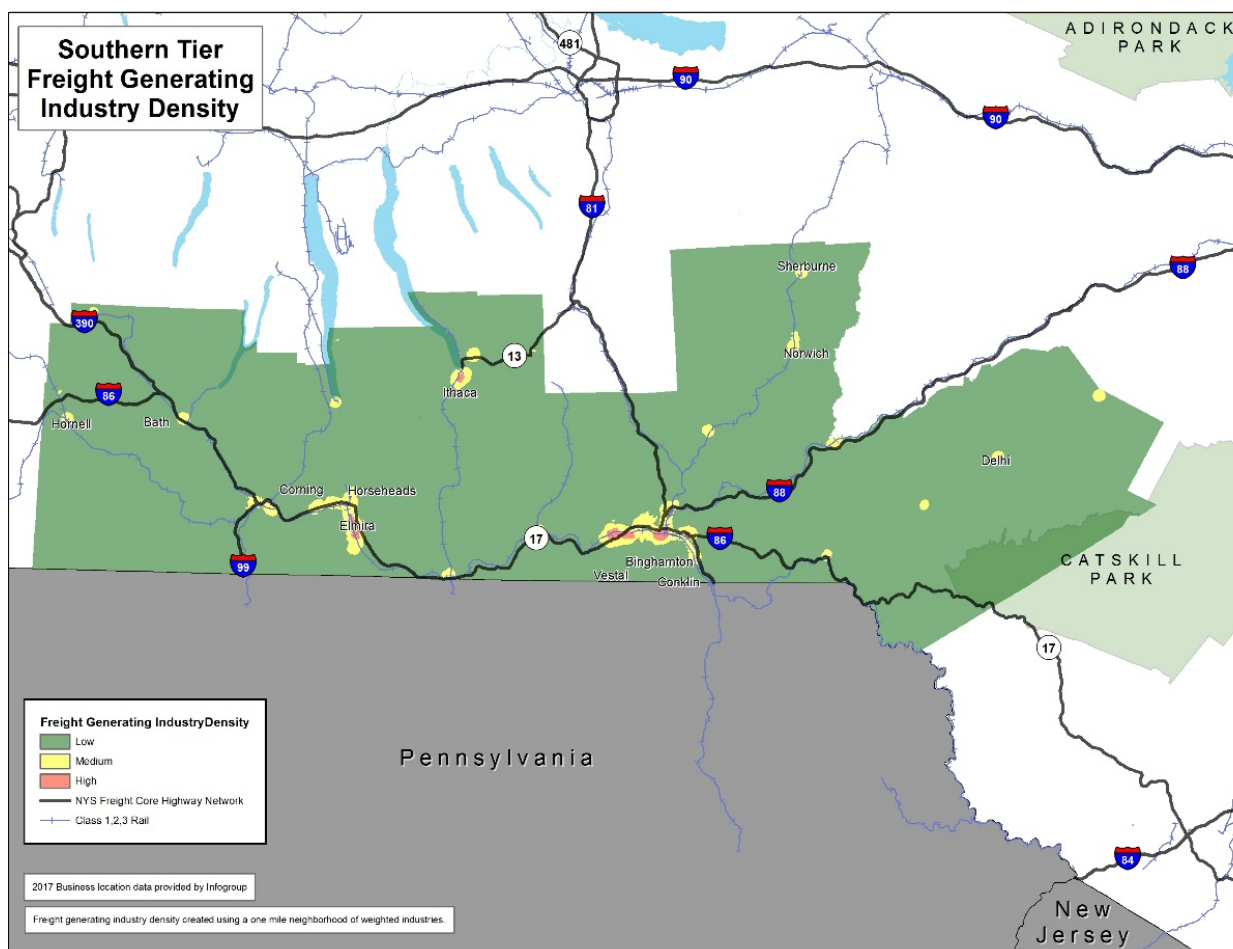 Southern Tier
Freight Generating
Industry Density
ADIRONDACK
PARK
481
90
90
81
88
Sherburne
390
13
Norwich
86
Ithaca
Hornell
Bath
Delhi
Corning
Horseheads
88
Elmira
17
86
Binghamton
99
Vestal
Conklin
CATSKILL
PARK
17
Freight Generating IndustryDensity
Low
Medium
High
NYS Freight Core Highway Network
Class 1,2,3 Rail
Pennsylvania
84
2017 Business location data provided by Infogroup
Freight generating industry density created using a one mile neighborhood of weighted industries.
New
Jersey